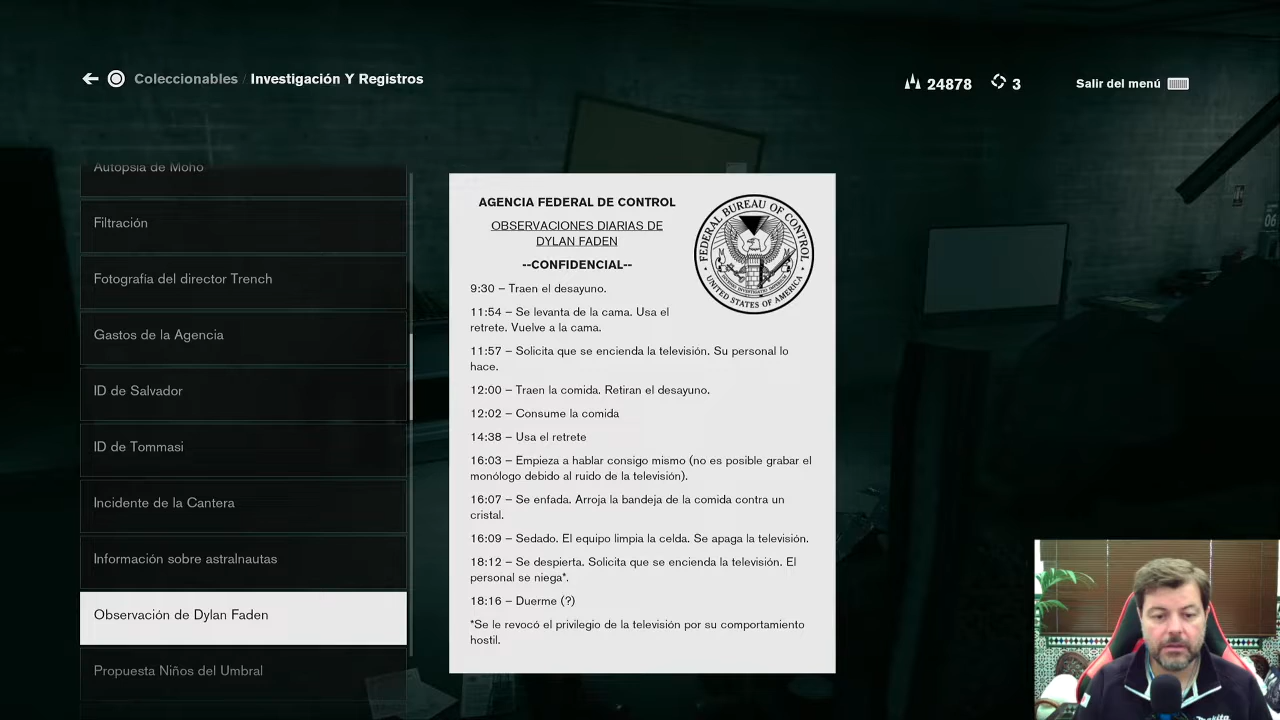 Coleccionables / Investigación Y Registros
24878
3
Salir del menú
Autopsia de Moho
Filtración
Fotografía del director Trench
Gastos de la Agencia
ID de Salvador
ID de Tommasi
Incidente de la Cantera
Información sobre astralnautas
Observación de Dylan Faden
Propuesta Niños del Umbral
AGENCIA FEDERAL DE CONTROL
OBSERVACIONES DIARIAS DE
DYLAN FADEN
--CONFIDENCIAL--
FEDERAL BUREAU OF CONTROL
UNITED STATES OF AMERICA
9:30 – Traen el desayuno.
11:54 – Se levanta de la cama. Usa el
retrete. Vuelve a la cama.
11:57 – Solicita que se encienda la televisión. Su personal lo
hace.
12:00 – Traen la comida. Retiran el desayuno.
12:02 – Consume la comida
14:38 – Usa el retrete
16:03 – Empieza a hablar consigo mismo (no es posible grabar el
monólogo debido al ruido de la televisión).
16:07 – Se enfada. Arroja la bandeja de la comida contra un
cristal.
16:09 – Sedado. El equipo limpia la celda. Se apaga la televisión.
18:12 – Se despierta. Solicita que se encienda la televisión. El
personal se niega*.
18:16 – Duerme (?)
*Se le revocó el privilegio de la televisión por su comportamiento
hostil.
06